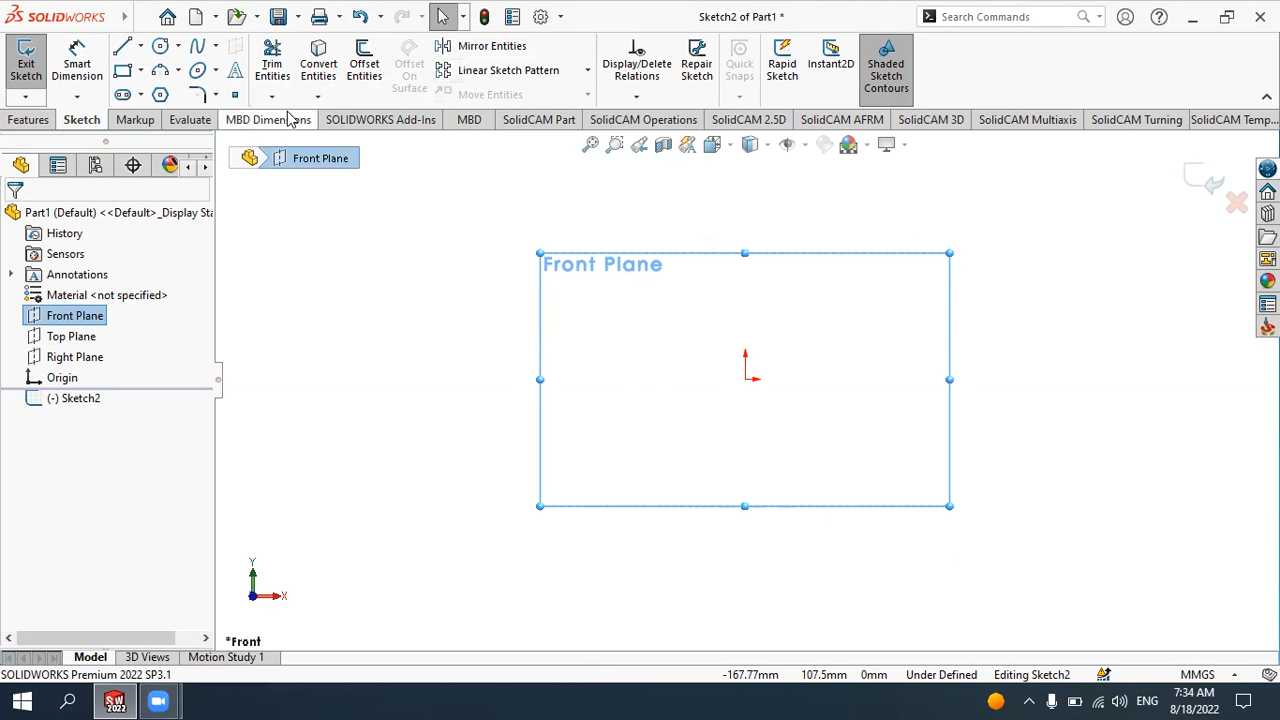 SOLIDWORKS
Sketch2 of Part1 *
Search Commands
Exit Sketch
Smart Dimension
Trim Entities
Convert Entities
Offset Entities
Offset On Surface
Mirror Entities
Linear Sketch Pattern
Move Entities
Display/Delete Relations
Repair Sketch
Quick Snaps
Rapid Sketch
Instant2D
Shaded Sketch Contours
Features
Sketch
Markup
Evaluate
MBD Dimensions
SOLIDWORKS Add-Ins
MBD
SolidCAM Part
SolidCAM Operations
SolidCAM 2.5D
SolidCAM AFRM
SolidCAM 3D
SolidCAM Multiaxis
SolidCAM Turning
SolidCAM Temp...
Front Plane
Part1 (Default) <<Default>_Display Sta
History
Sensors
Annotations
Material <not specified>
Front Plane
Top Plane
Right Plane
Origin
(-) Sketch2
Front Plane
Y
X
*Front
Model
3D Views
Motion Study 1
SOLIDWORKS Premium 2022 SP3.1
-167.77mm
107.5mm
0mm
Under Defined
Editing Sketch2
MMGS
SW
2022
ENG
7:34 AM
8/18/2022